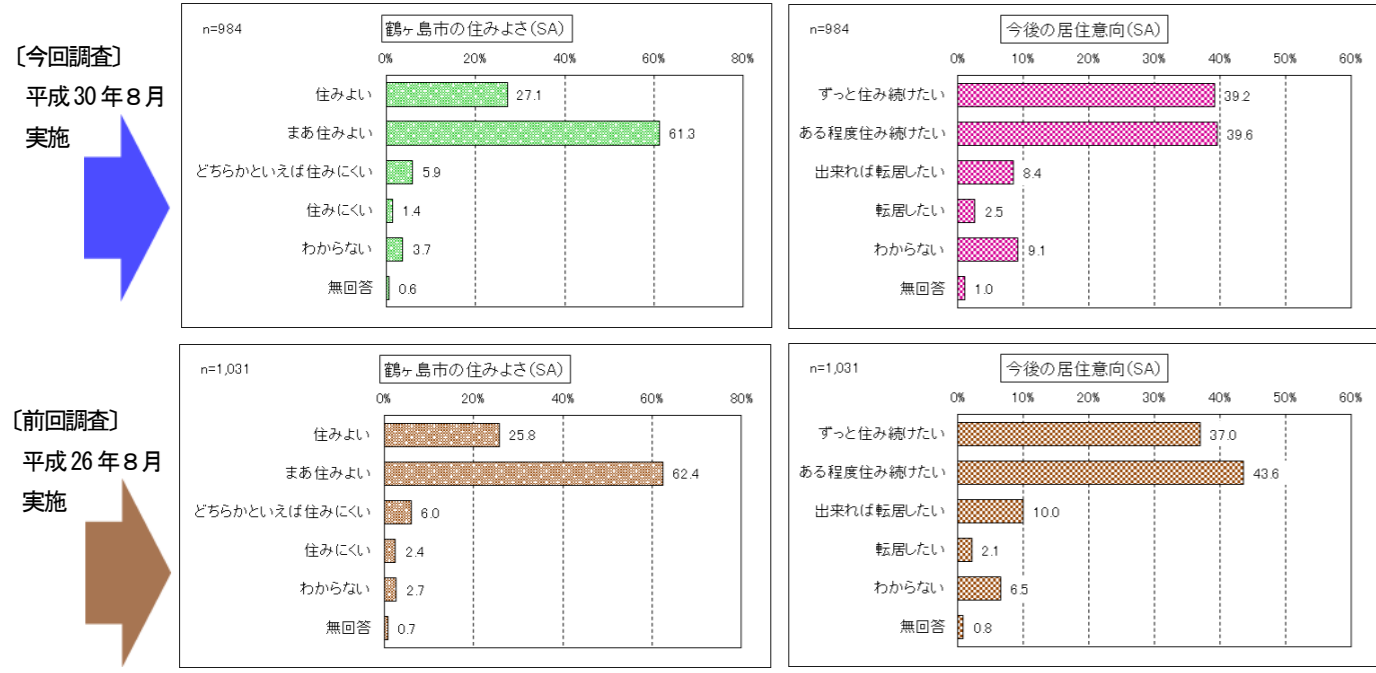 〔今回調査〕
平成30年８月
実施
n=984
鶴ヶ島市の住みよさ(SA)
0% 20% 40% 60% 80%
住みよい 27.1
まあ住みよい 61.3
どちらかといえば住みにくい 5.9
住みにくい 1.4
わからない 3.7
無回答 0.6
n=984
今後の居住意向(SA)
0% 10% 20% 30% 40% 50% 60%
ずっと住み続けたい 39.2
ある程度住み続けたい 39.6
出来れば転居したい 8.4
転居したい 2.5
わからない 9.1
無回答 1.0
〔前回調査〕
平成26年８月
実施
n=1,031
鶴ヶ島市の住みよさ(SA)
0% 20% 40% 60% 80%
住みよい 25.8
まあ住みよい 62.4
どちらかといえば住みにくい 6.0
住みにくい 2.4
わからない 2.7
無回答 0.7
n=1,031
今後の居住意向(SA)
0% 10% 20% 30% 40% 50% 60%
ずっと住み続けたい 37.0
ある程度住み続けたい 43.6
出来れば転居したい 10.0
転居したい 2.1
わからない 6.5
無回答 0.8